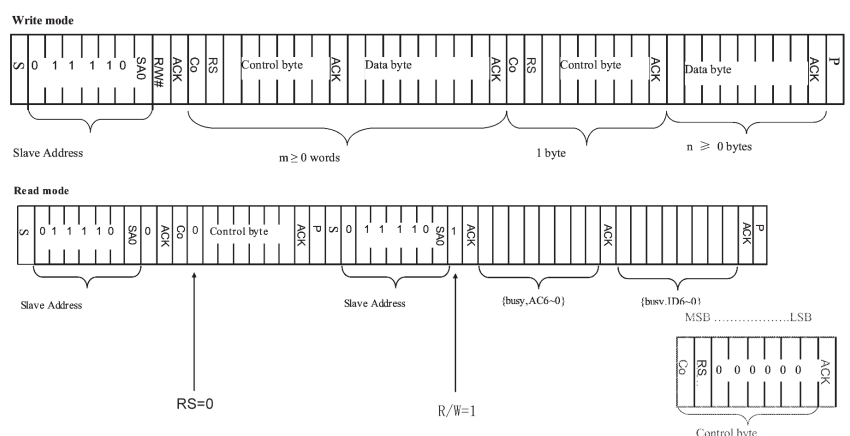 Write mode
S 0 1 1 1 1 0 SA0 R/W# ACK Co RS Control byte ACK Data byte ACK Co RS Control byte ACK Data byte ACK P
Slave Address
m ≥ 0 words
1 byte
n ⩾ 0 bytes
Read mode
S 0 1 1 1 1 0 SA0 0 ACK Co 0 Control byte ACK P S 0 1 1 1 1 0 SA0 1 ACK ACK ACK P
Slave Address
Slave Address
{busy,AC6~0}
{busy,ID6~0}
MSB ...................LSB
Co RS 0 0 0 0 0 0 ACK
Control byte
RS=0
R/W=1